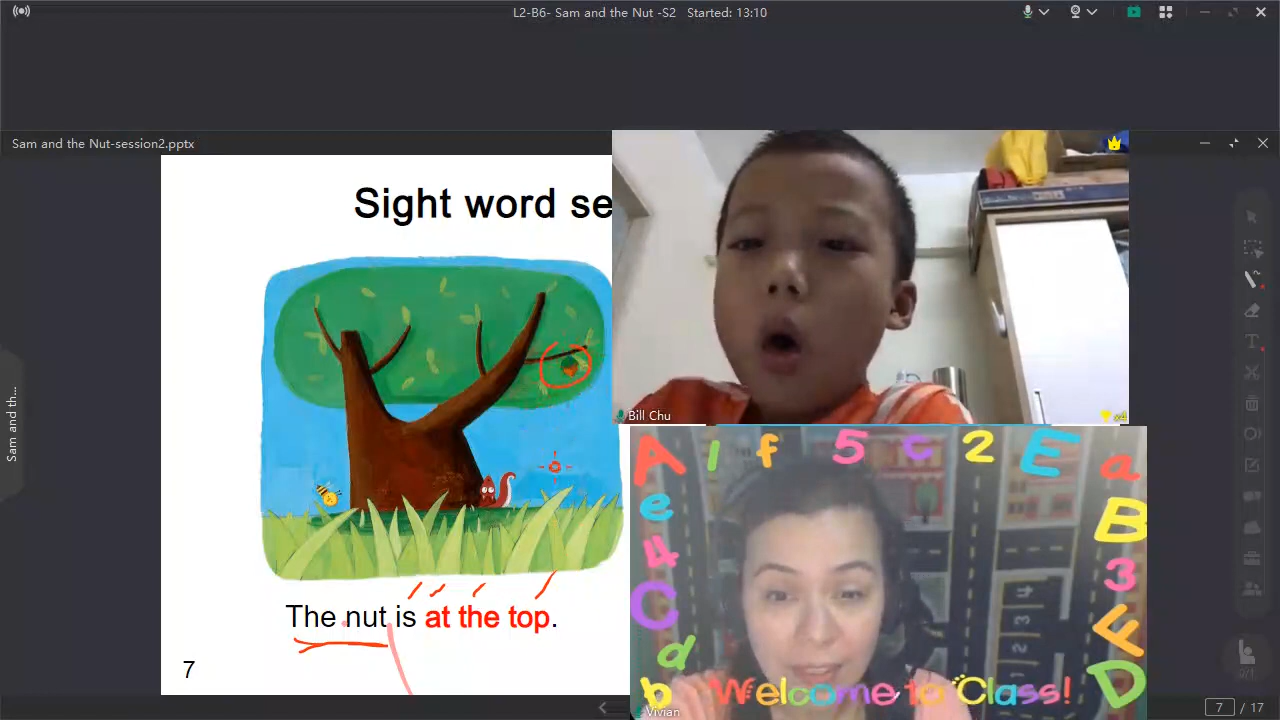 L2-B6- Sam and the Nut -S2 Started: 13:10
Sam and the Nut-session2.pptx
Sight word se
Bill Chu
x4
A 1 f 5 c 2 E a
e B
4 3
C F
d D
b Welcome to Class!
Vivian
The nut is at the top.
7
Sam and th...
7 / 17